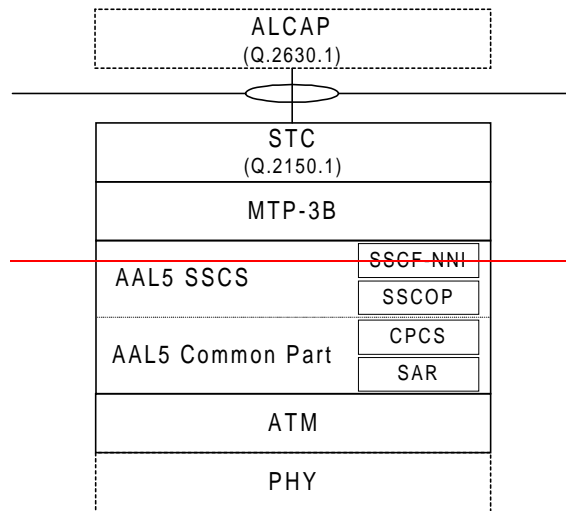 ALCAP
(Q.2630.1)
STC
(Q.2150.1)
MTP-3B
AAL5 SSCS
SSCF-NNI
SSCOP
AAL5 Common Part
CPCS
SAR
ATM
PHY